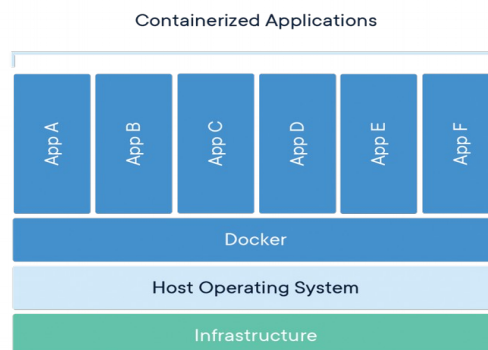 Containerized Applications
App A
App B
App C
App D
App E
App F
Docker
Host Operating System
Infrastructure